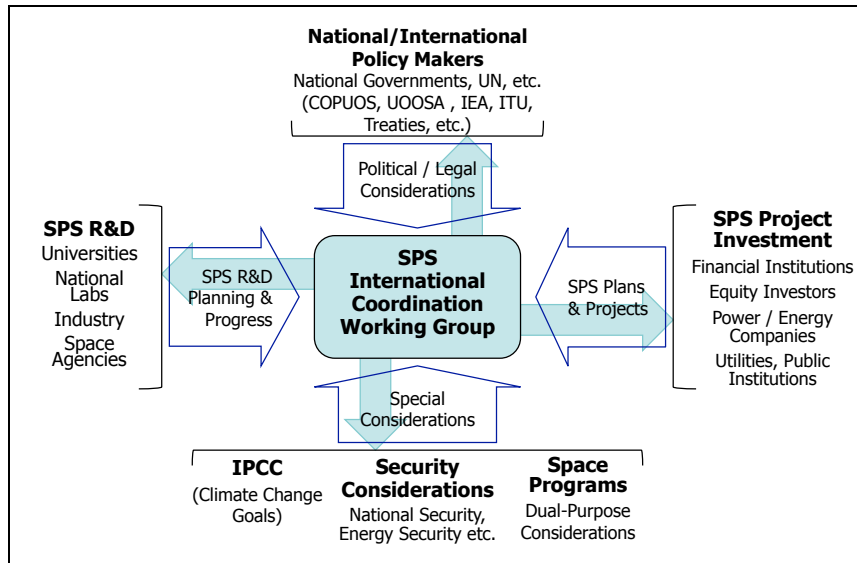 National/International
Policy Makers
National Governments, UN, etc.
(COPUOS, UOOSA , IEA, ITU,
Treaties, etc.)
Political / Legal
Considerations
SPS R&D
Universities
National
Labs
Industry
Space
Agencies
SPS R&D
Planning &
Progress
SPS
International
Coordination
Working Group
SPS Plans
& Projects
SPS Project
Investment
Financial Institutions
Equity Investors
Power / Energy
Companies
Utilities, Public
Institutions
Special
Considerations
IPCC
(Climate Change
Goals)
Security
Considerations
National Security,
Energy Security etc.
Space
Programs
Dual-Purpose
Considerations